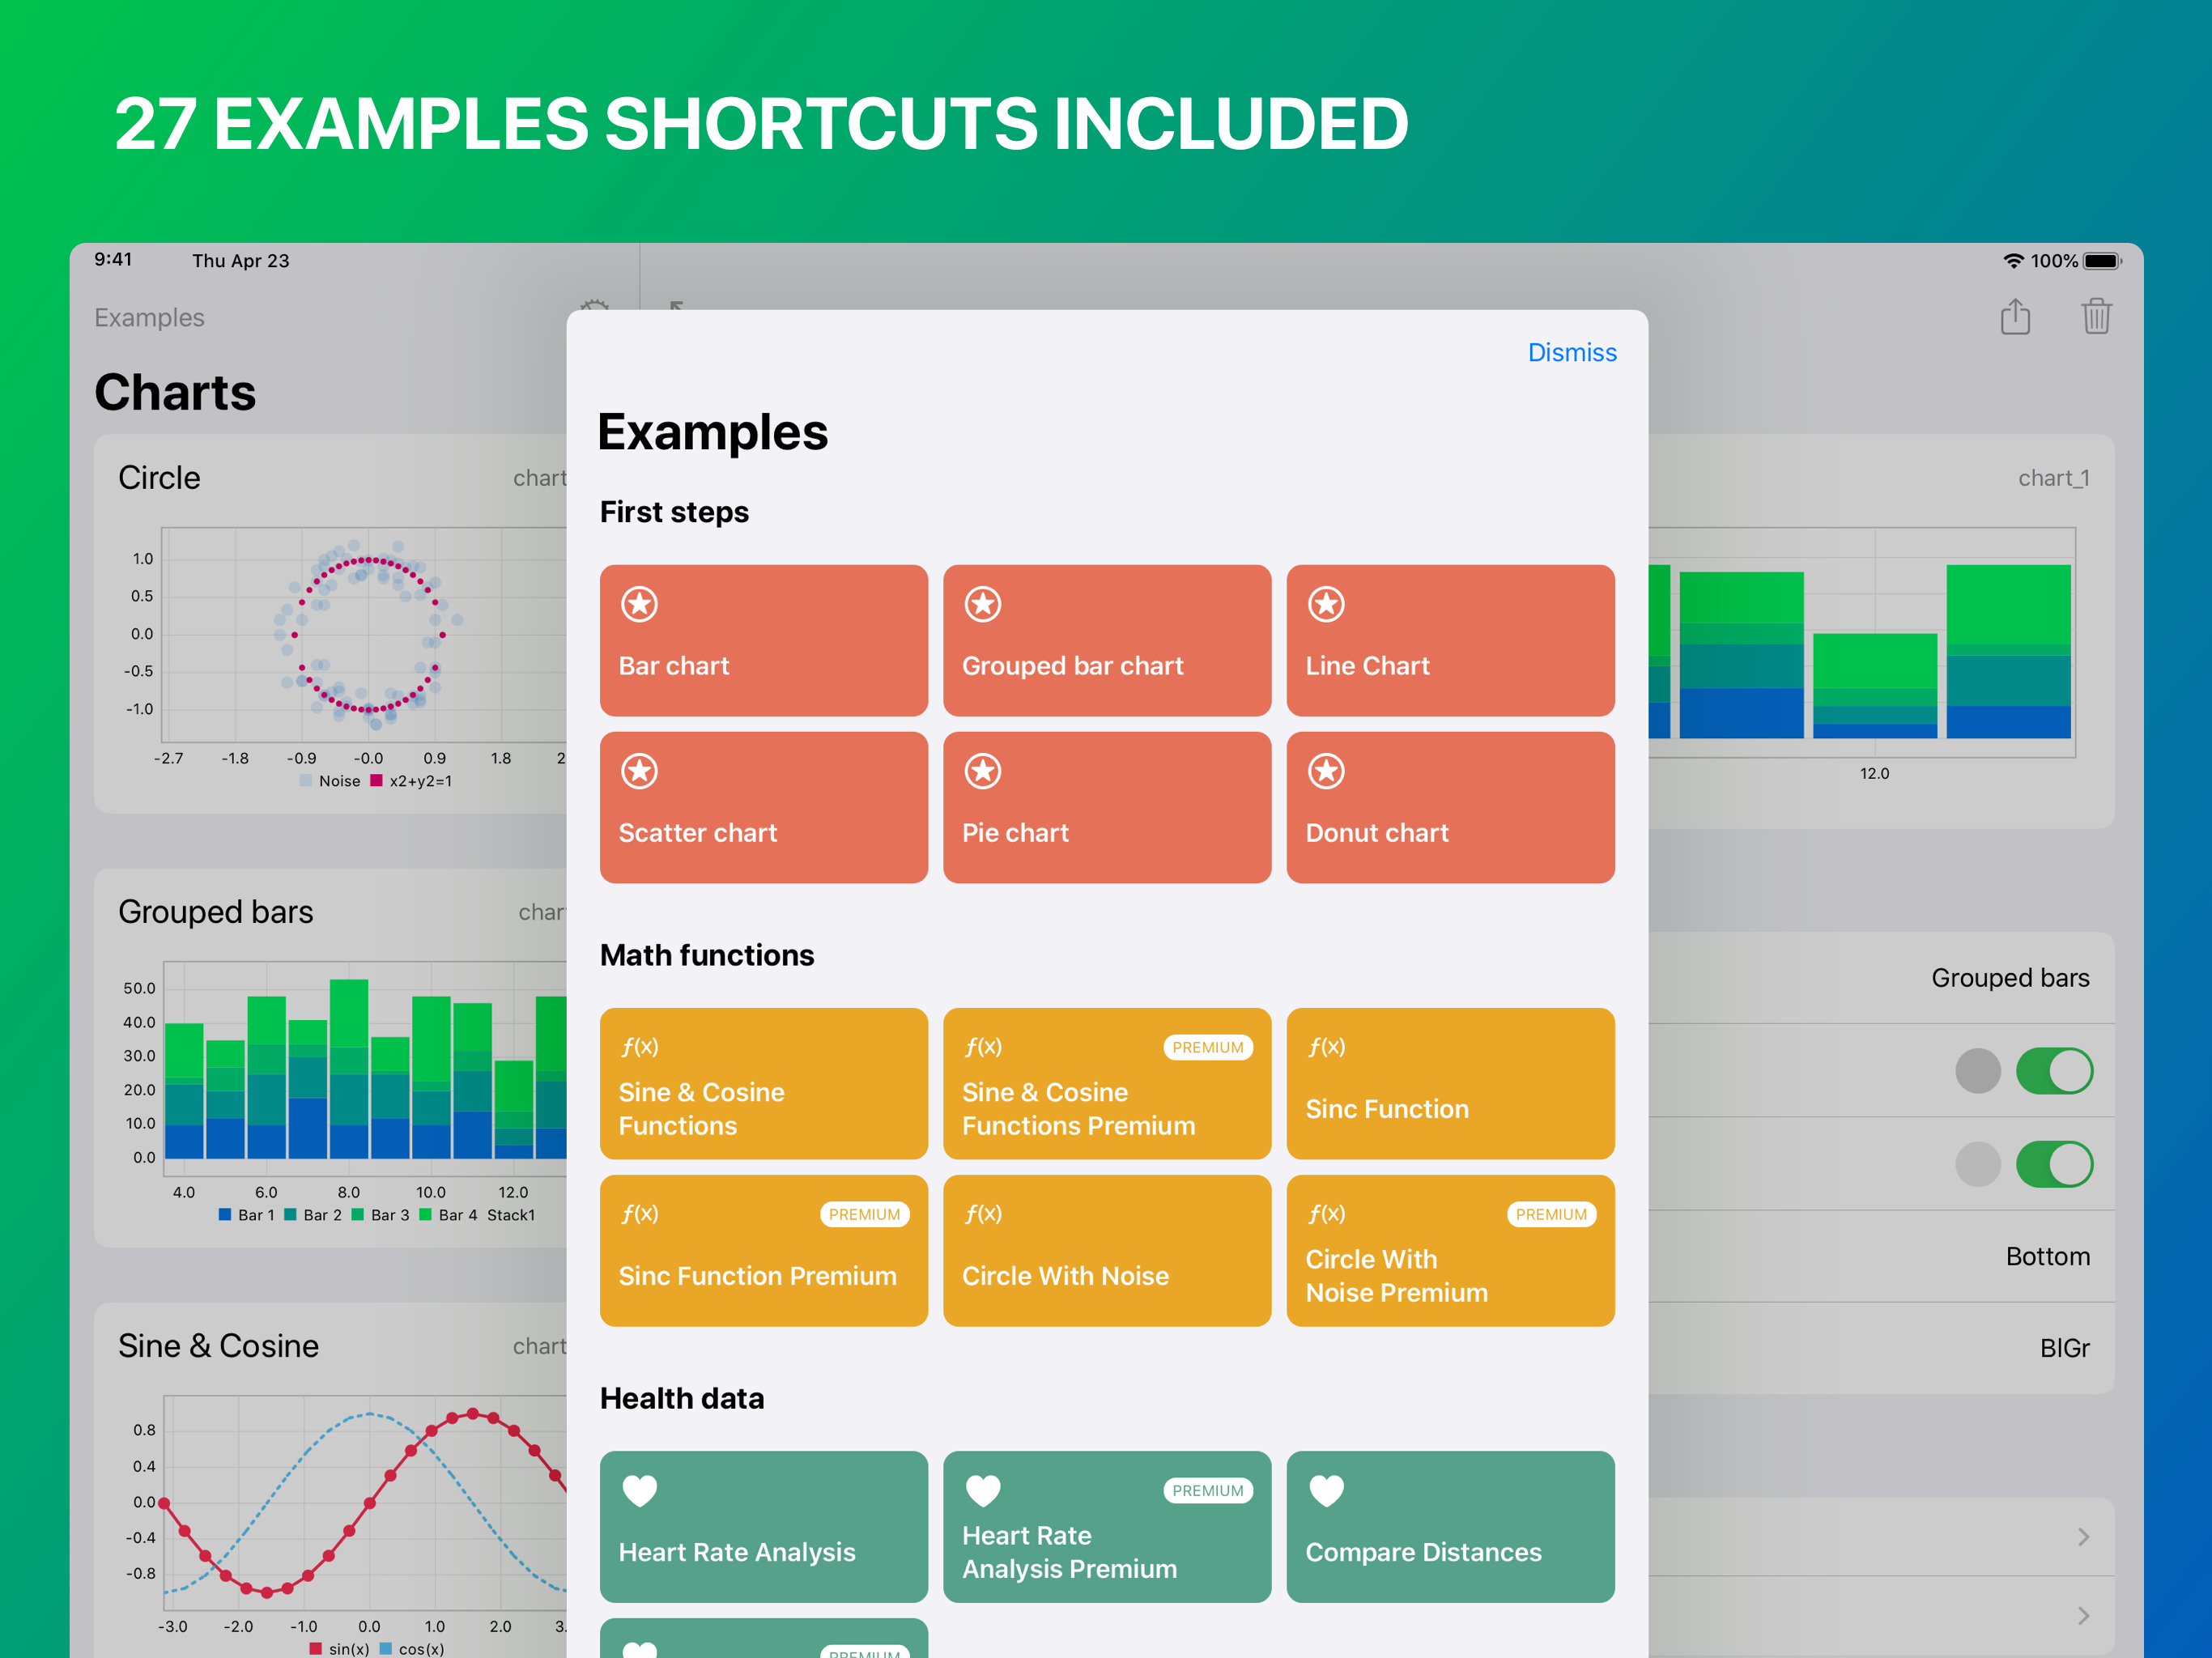 27 EXAMPLES SHORTCUTS INCLUDED
9:41 Thu Apr 23
100%
Examples
Charts
Circle
chart
1.0
0.5
0.0
-0.5
-1.0
-2.7 -1.8 -0.9 -0.0 0.9 1.8 2
Noise x2+y2=1
Grouped bars
char
50.0
40.0
30.0
20.0
10.0
0.0
4.0 6.0 8.0 10.0 12.0
Bar 1 Bar 2 Bar 3 Bar 4 Stack1
Sine & Cosine
chart
0.8
0.4
0.0
-0.4
-0.8
-3.0 -2.0 -1.0 0.0 1.0 2.0 3.
sin(x) cos(x)
Dismiss
Examples
First steps
Bar chart
Grouped bar chart
Line Chart
Scatter chart
Pie chart
Donut chart
Math functions
f(x)
Sine & Cosine
Functions
f(x) PREMIUM
Sine & Cosine
Functions Premium
f(x)
Sinc Function
f(x) PREMIUM
Sinc Function Premium
f(x)
Circle With Noise
f(x) PREMIUM
Circle With
Noise Premium
Health data
Heart Rate Analysis
PREMIUM
Heart Rate
Analysis Premium
Compare Distances
PREMIUM
chart_1
12.0
Grouped bars
Bottom
BlGr